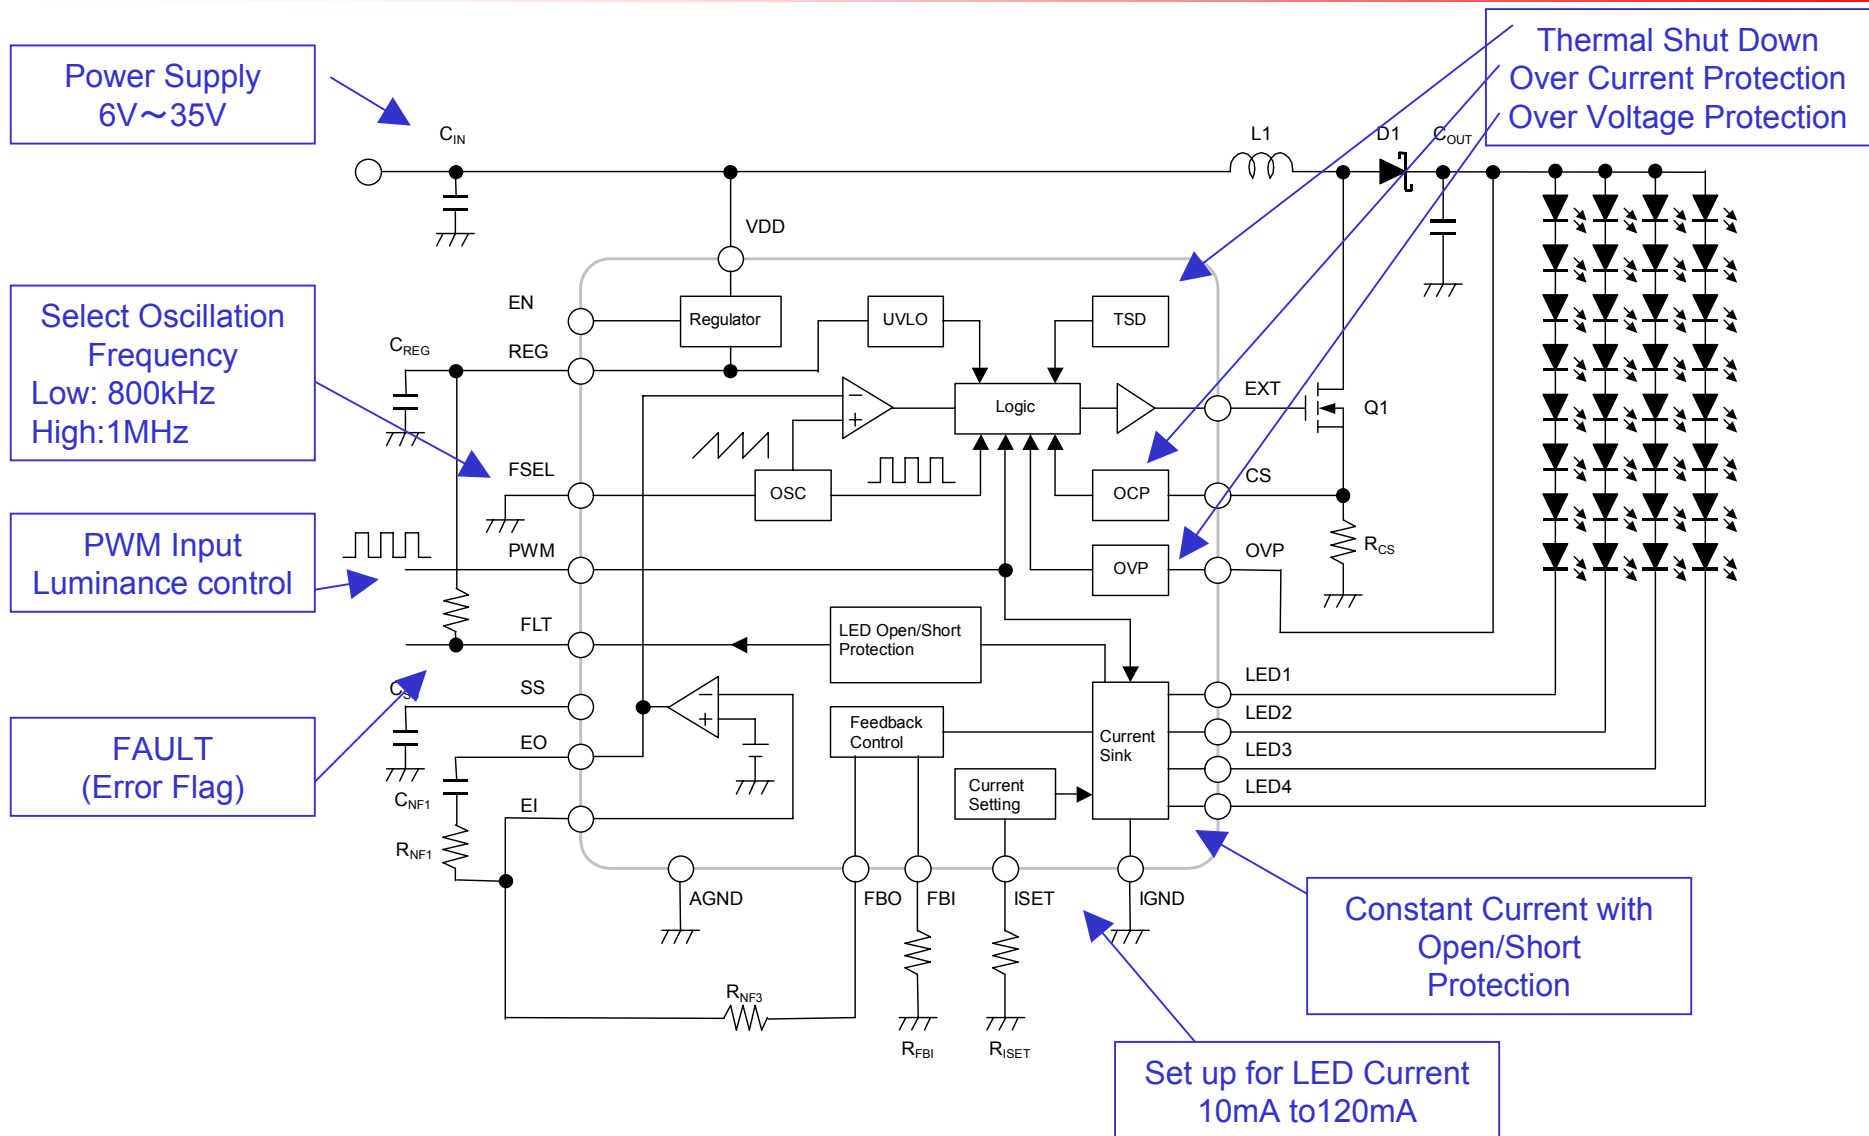 Power Supply
6V～35V
Thermal Shut Down
Over Current Protection
Over Voltage Protection
CIN
L1
D1
COUT
VDD
Select Oscillation
Frequency
Low: 800kHz
High:1MHz
EN
Regulator
UVLO
TSD
CREG
REG
Logic
EXT
Q1
FSEL
OSC
OCP
CS
PWM Input
Luminance control
PWM
OVP
OVP
RCS
FLT
LED Open/Short
Protection
FAULT
(Error Flag)
SS
LED1
LED2
LED3
LED4
EO
Feedback
Control
Current
Sink
CNF1
EI
Current
Setting
RNF1
AGND
FBO
FBI
ISET
IGND
Constant Current with
Open/Short
Protection
RNF3
RFBI
RISET
Set up for LED Current
10mA to120mA